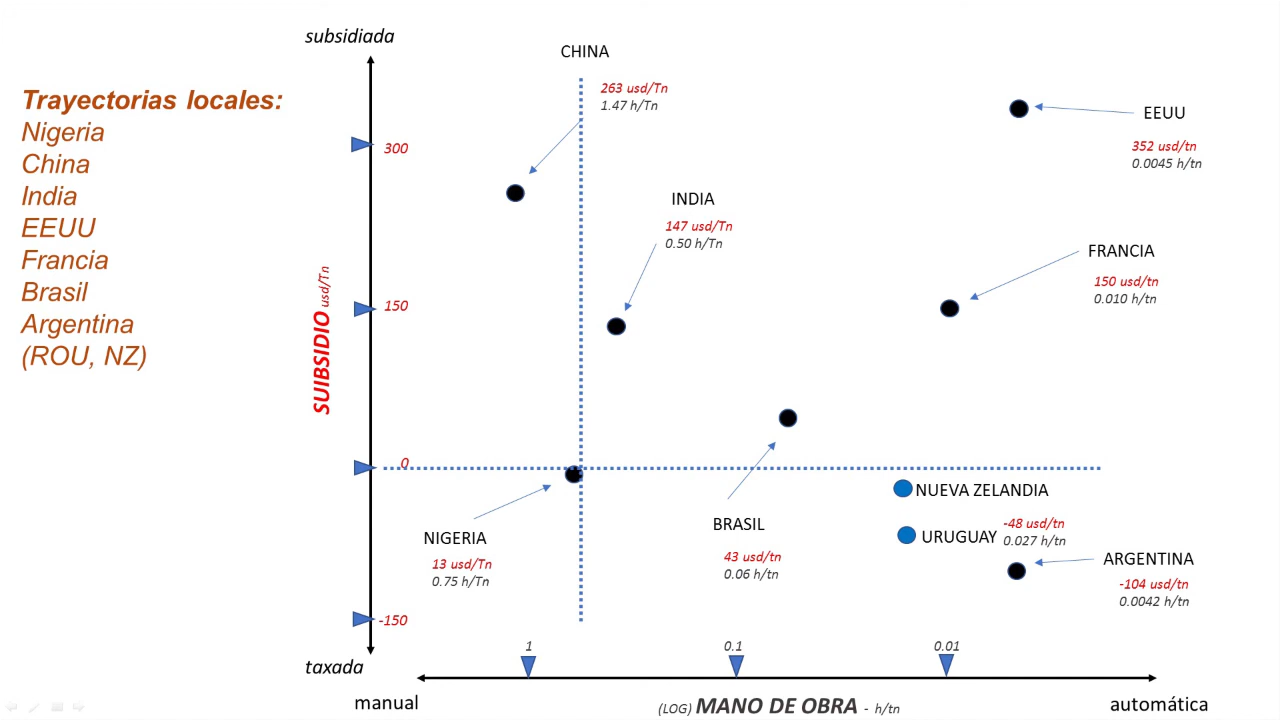 subsidiada
CHINA
263 usd/Tn
1.47 h/Tn
Trayectorias locales:
Nigeria
China
India
EEUU
Francia
Brasil
Argentina
(ROU, NZ)
EEUU
352 usd/tn
0.0045 h/tn
300
INDIA
147 usd/Tn
0.50 h/Tn
FRANCIA
150 usd/tn
0.010 h/tn
SUIBSIDIO usd/Tn
150
0
NUEVA ZELANDIA
BRASIL
43 usd/tn
0.06 h/tn
URUGUAY
-48 usd/tn
0.027 h/tn
NIGERIA
13 usd/Tn
0.75 h/Tn
ARGENTINA
-104 usd/tn
0.0042 h/tn
-150
1
0.1
0.01
taxada
manual
(LOG) MANO DE OBRA - h/tn
automática